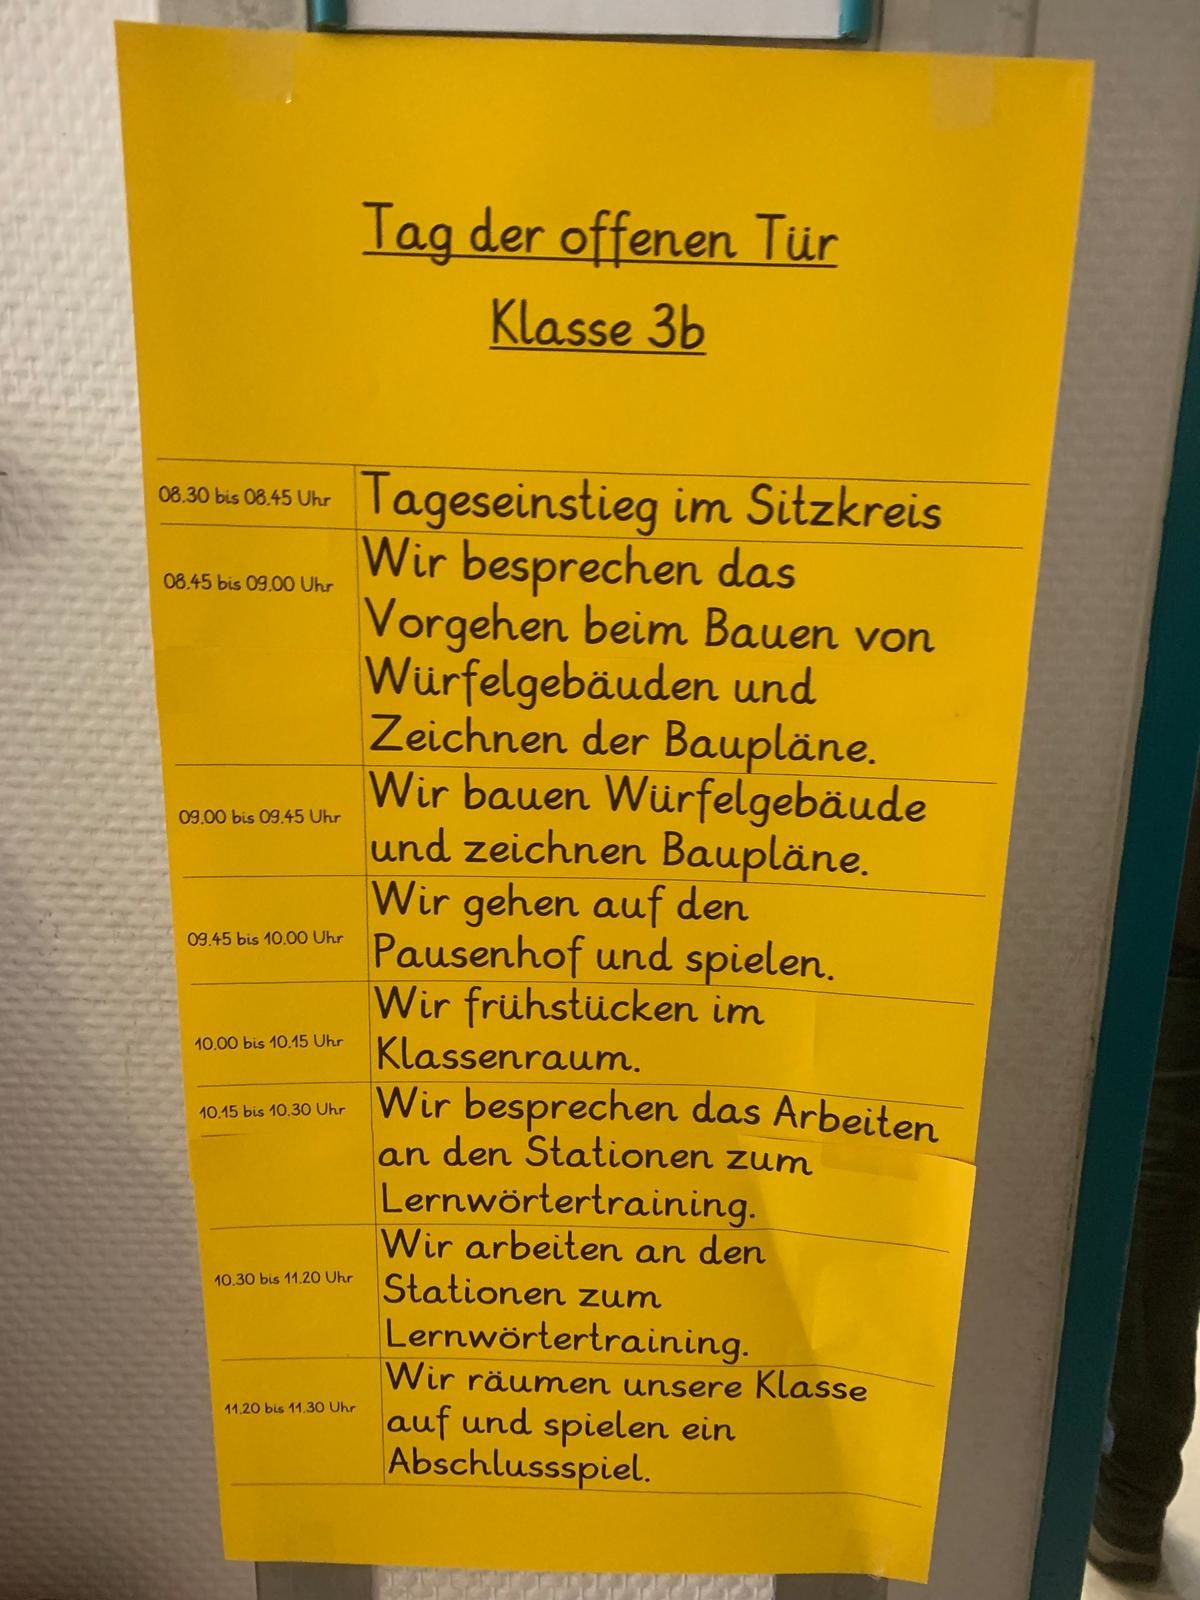 Tag der offenen Tür
Klasse 3b
08.30 bis 08.45 Uhr Tageseinstieg im Sitzkreis
08.45 bis 09.00 Uhr Wir besprechen das
Vorgehen beim Bauen von
Würfelgebäuden und
Zeichnen der Baupläne.
09.00 bis 09.45 Uhr Wir bauen Würfelgebäude
und zeichnen Baupläne.
09.45 bis 10.00 Uhr Wir gehen auf den
Pausenhof und spielen.
10.00 bis 10.15 Uhr Wir frühstücken im
Klassenraum.
10.15 bis 10.30 Uhr Wir besprechen das Arbeiten
an den Stationen zum
Lernwörtertraining.
10.30 bis 11.20 Uhr Wir arbeiten an den
Stationen zum
Lernwörtertraining.
11.20 bis 11.30 Uhr Wir räumen unsere Klasse
auf und spielen ein
Abschlussspiel.